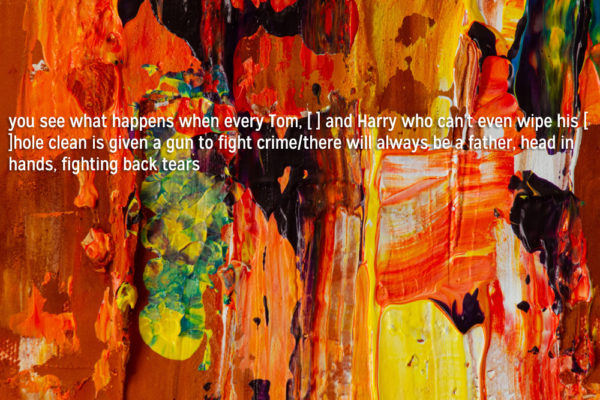 you see what happens when every Tom, [ ] and Harry who can't even wipe his [
]hole clean is given a gun to fight crime/there will always be a father, head in
hands, fighting back tears